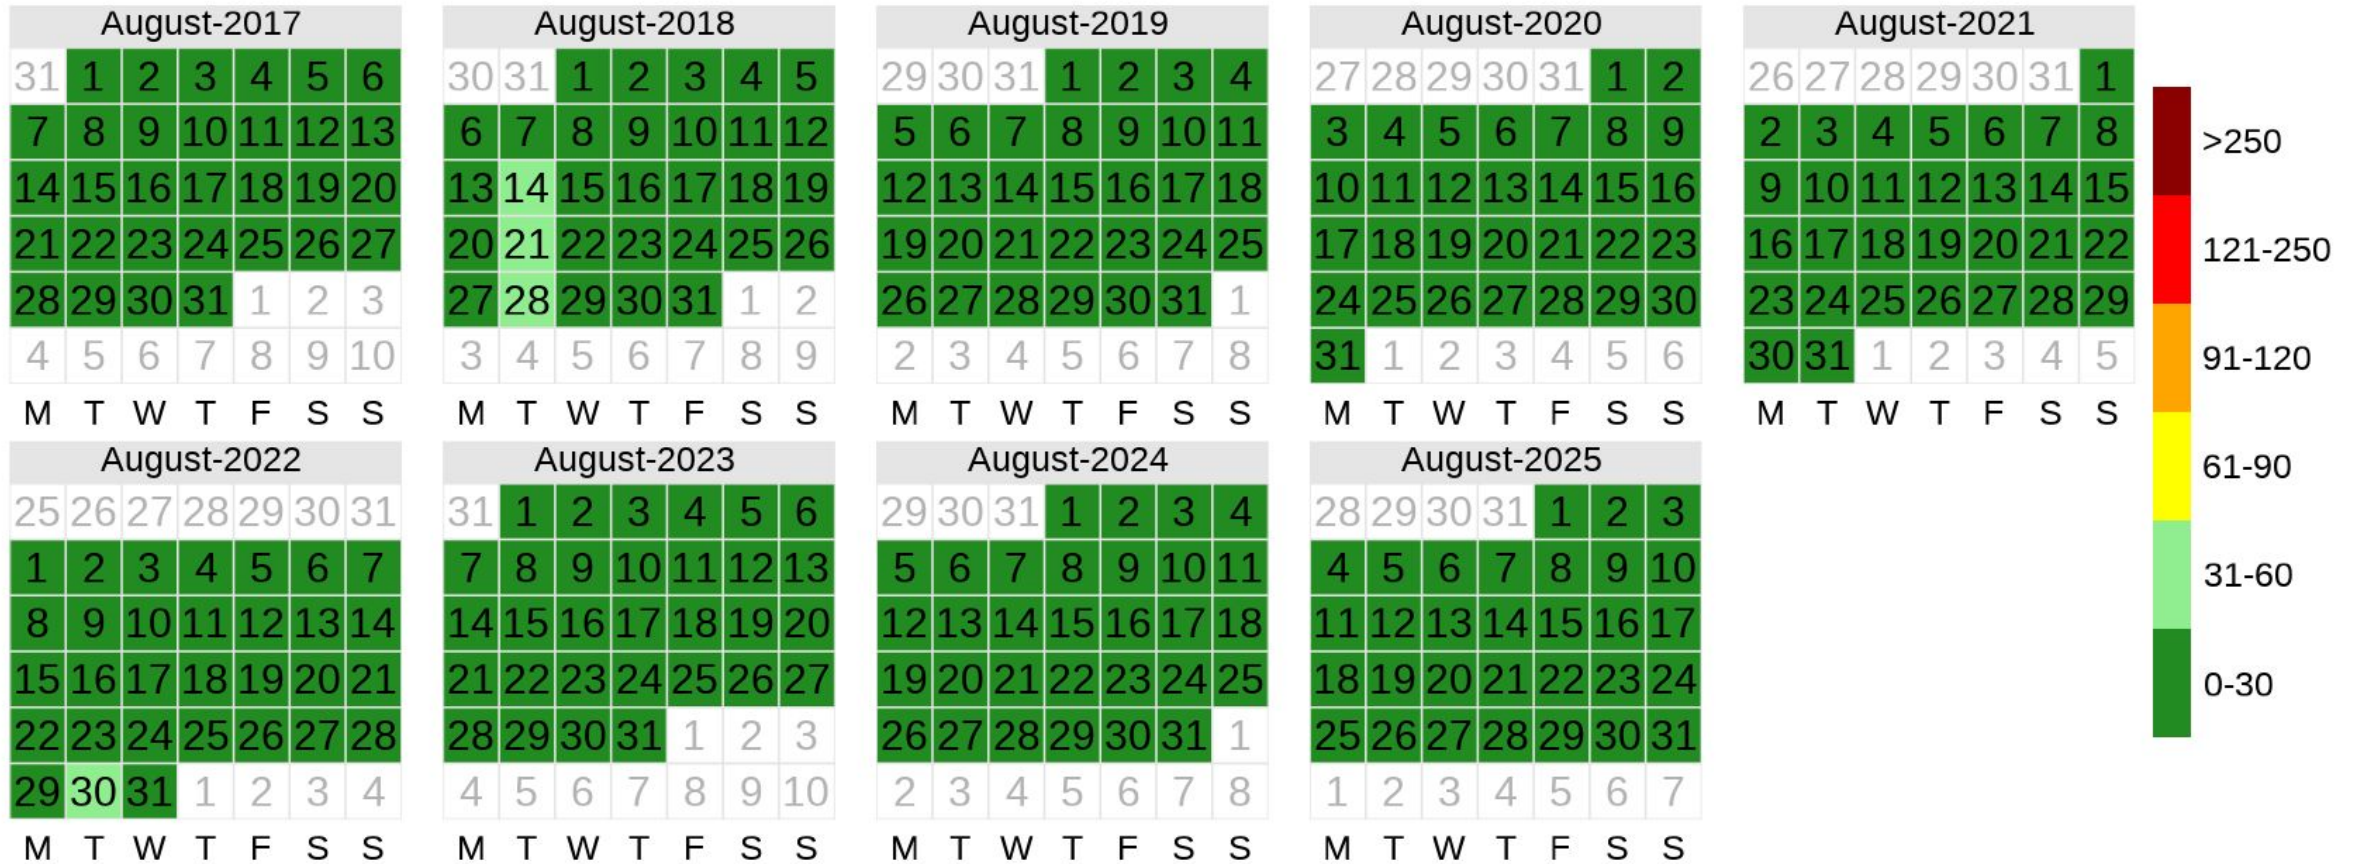 August-2017 August-2018 August-2019 August-2020 August-2021
31 1 2 3 4 5 6 30 31 1 2 3 4 5 29 30 31 1 2 3 4 27 28 29 30 31 1 2 26 27 28 29 30 31 1
7 8 9 10 11 12 13 6 7 8 9 10 11 12 5 6 7 8 9 10 11 3 4 5 6 7 8 9 2 3 4 5 6 7 8 >250
14 15 16 17 18 19 20 13 14 15 16 17 18 19 12 13 14 15 16 17 18 10 11 12 13 14 15 16 9 10 11 12 13 14 15
21 22 23 24 25 26 27 20 21 22 23 24 25 26 19 20 21 22 23 24 25 17 18 19 20 21 22 23 16 17 18 19 20 21 22 121-250
28 29 30 31 1 2 3 27 28 29 30 31 1 2 26 27 28 29 30 31 1 24 25 26 27 28 29 30 23 24 25 26 27 28 29
4 5 6 7 8 9 10 3 4 5 6 7 8 9 2 3 4 5 6 7 8 31 1 2 3 4 5 6 30 31 1 2 3 4 5 91-120
M T W T F S S M T W T F S S M T W T F S S M T W T F S S M T W T F S S
August-2022 August-2023 August-2024 August-2025 61-90
25 26 27 28 29 30 31 31 1 2 3 4 5 6 29 30 31 1 2 3 4 28 29 30 31 1 2 3
1 2 3 4 5 6 7 7 8 9 10 11 12 13 5 6 7 8 9 10 11 4 5 6 7 8 9 10 31-60
8 9 10 11 12 13 14 14 15 16 17 18 19 20 12 13 14 15 16 17 18 11 12 13 14 15 16 17
15 16 17 18 19 20 21 21 22 23 24 25 26 27 19 20 21 22 23 24 25 18 19 20 21 22 23 24 0-30
22 23 24 25 26 27 28 28 29 30 31 1 2 3 26 27 28 29 30 31 1 25 26 27 28 29 30 31
29 30 31 1 2 3 4 4 5 6 7 8 9 10 2 3 4 5 6 7 8 1 2 3 4 5 6 7
M T W T F S S M T W T F S S M T W T F S S M T W T F S S